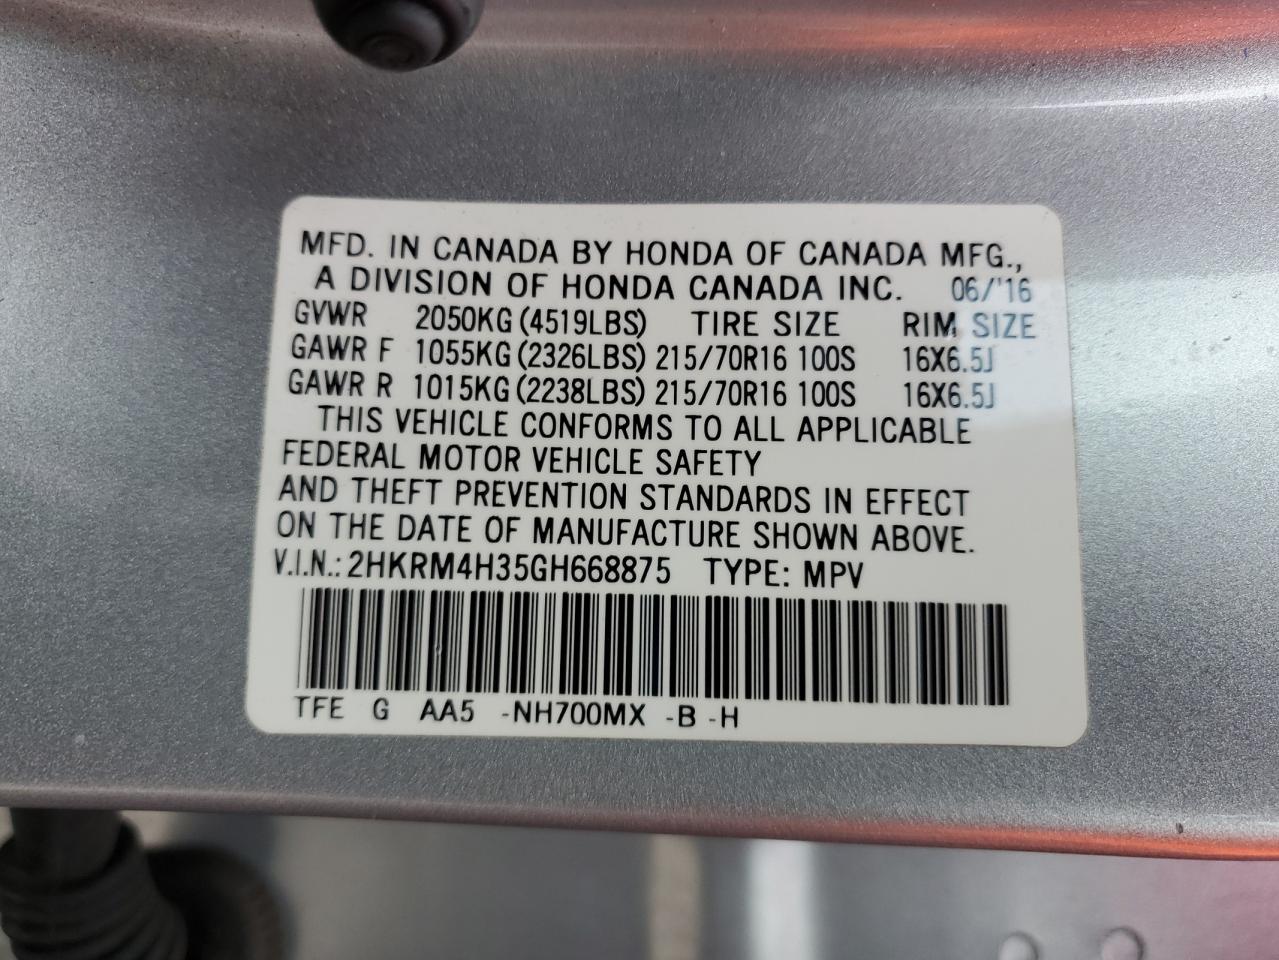 MFD. IN CANADA BY HONDA OF CANADA MFG.,
A DIVISION OF HONDA CANADA INC. 06/'16
GVWR 2050KG (4519LBS) TIRE SIZE RIM SIZE
GAWR F 1055KG (2326LBS) 215/70R16 100S 16X6.5J
GAWR R 1015KG (2238LBS) 215/70R16 100S 16X6.5J
THIS VEHICLE CONFORMS TO ALL APPLICABLE
FEDERAL MOTOR VEHICLE SAFETY
AND THEFT PREVENTION STANDARDS IN EFFECT
ON THE DATE OF MANUFACTURE SHOWN ABOVE.
V.I.N.: 2HKRM4H35GH668875 TYPE: MPV
TFE G AA5 -NH700MX -B -H